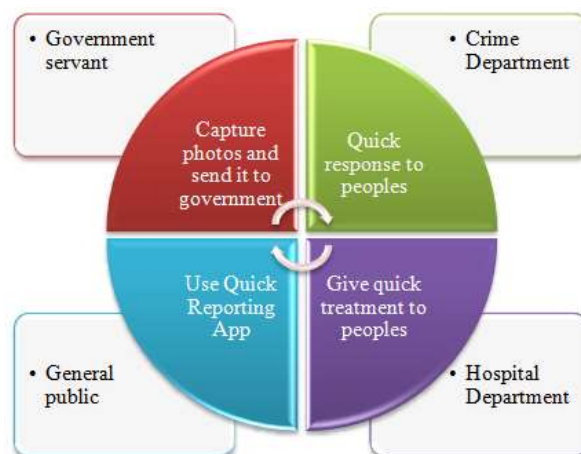 • Government
servant
• Crime
Department
Capture
photos and
send it to
government
Quick
response to
peoples
Use Quick
Reporting
App
Give quick
treatment to
peoples
• General
public
• Hospital
Department